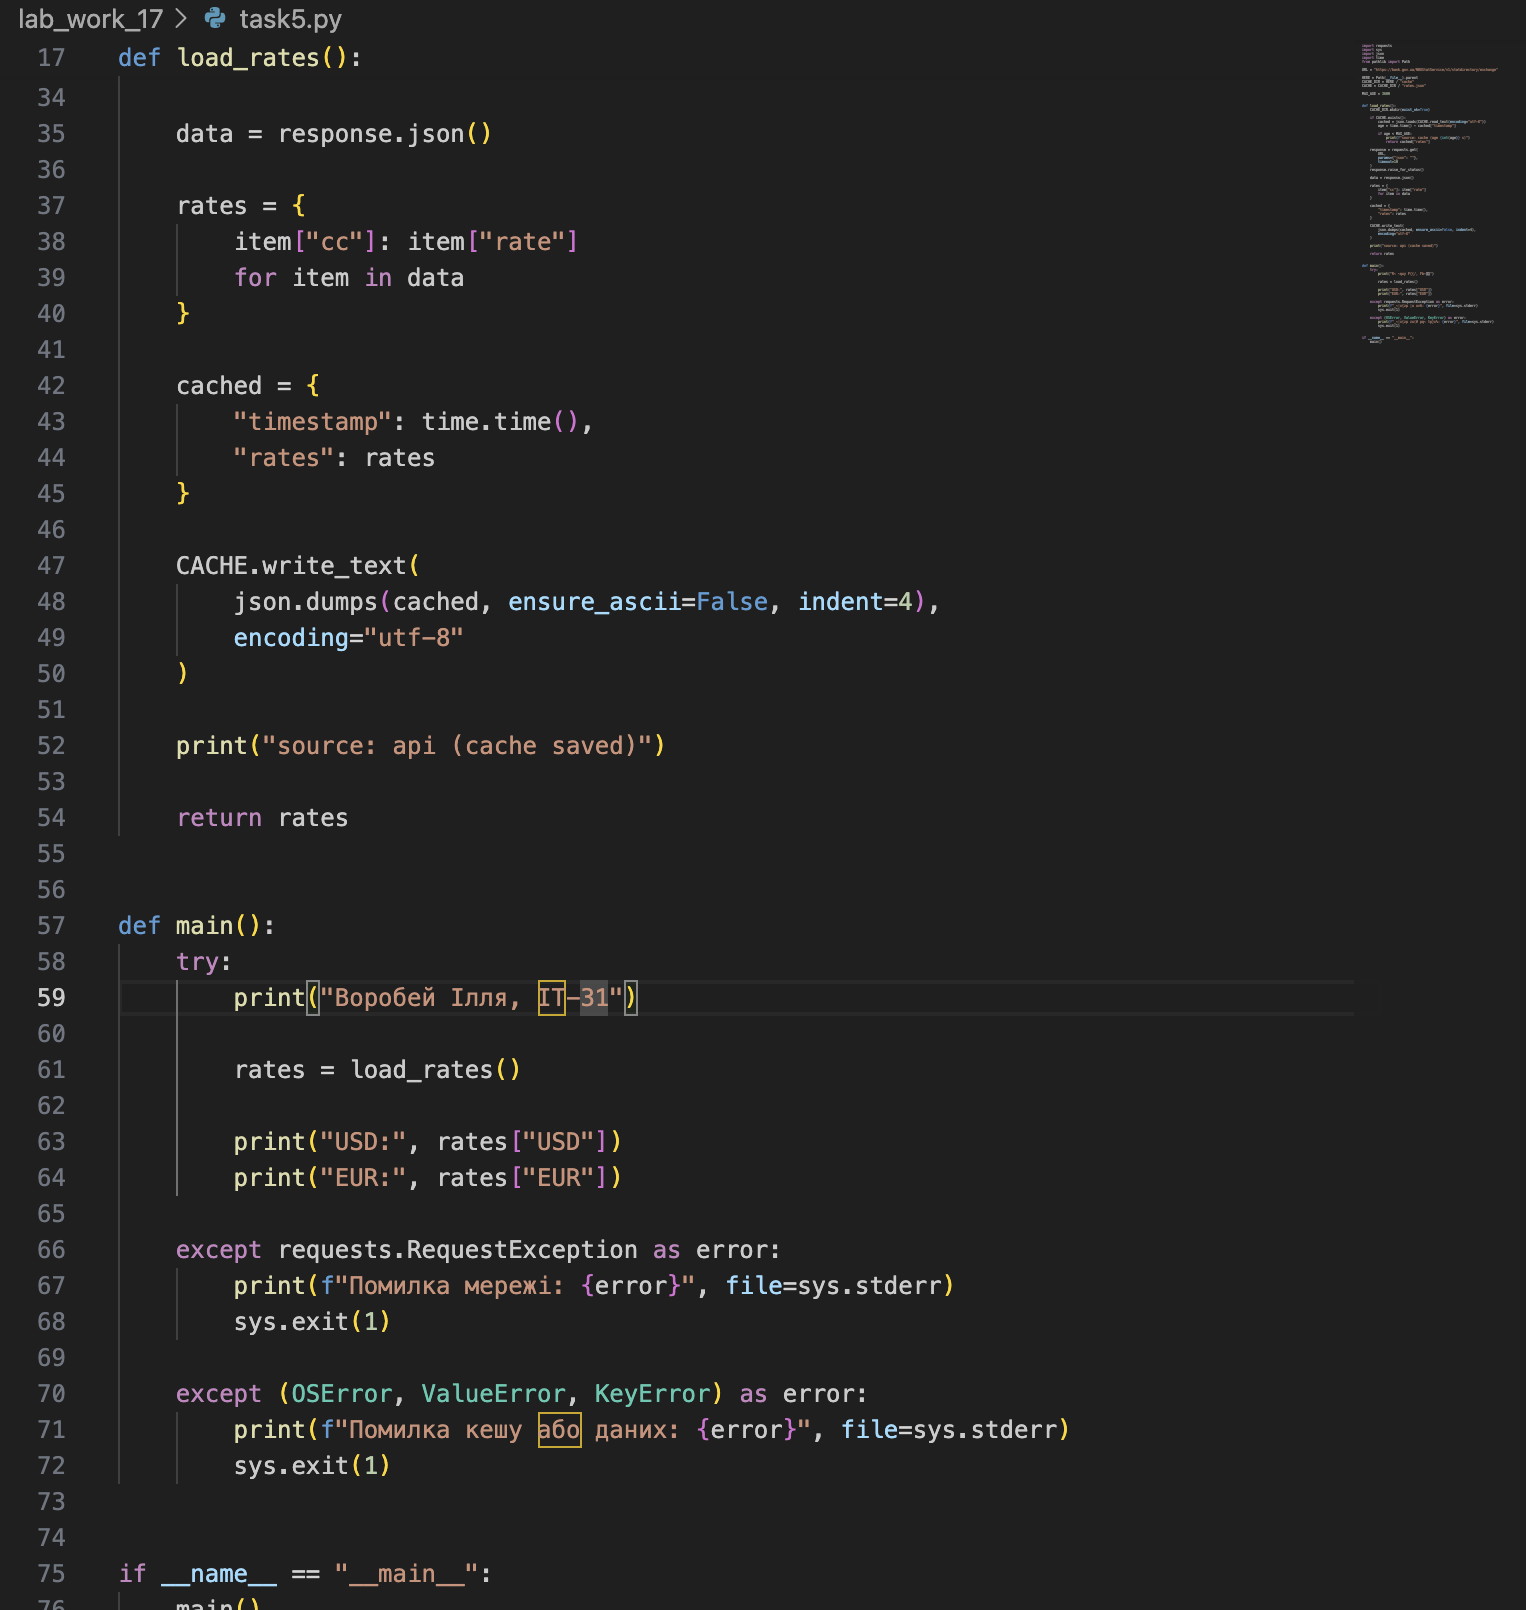 lab_work_17 > task5.py
17 def load_rates():
34
35 data = response.json()
36
37 rates = {
38 item["cc"]: item["rate"]
39 for item in data
40 }
41
42 cached = {
43 "timestamp": time.time(),
44 "rates": rates
45 }
46
47 CACHE.write_text(
48 json.dumps(cached, ensure_ascii=False, indent=4),
49 encoding="utf-8"
50 )
51
52 print("source: api (cache saved)")
53
54 return rates
55
56
57 def main():
58 try:
59 print("Воробей Ілля, ІТ-31")
60
61 rates = load_rates()
62
63 print("USD:", rates["USD"])
64 print("EUR:", rates["EUR"])
65
66 except requests.RequestException as error:
67 print(f"Помилка мережі: {error}", file=sys.stderr)
68 sys.exit(1)
69
70 except (OSError, ValueError, KeyError) as error:
71 print(f"Помилка кешу або даних: {error}", file=sys.stderr)
72 sys.exit(1)
73
74
75 if __name__ == "__main__":
76 main()